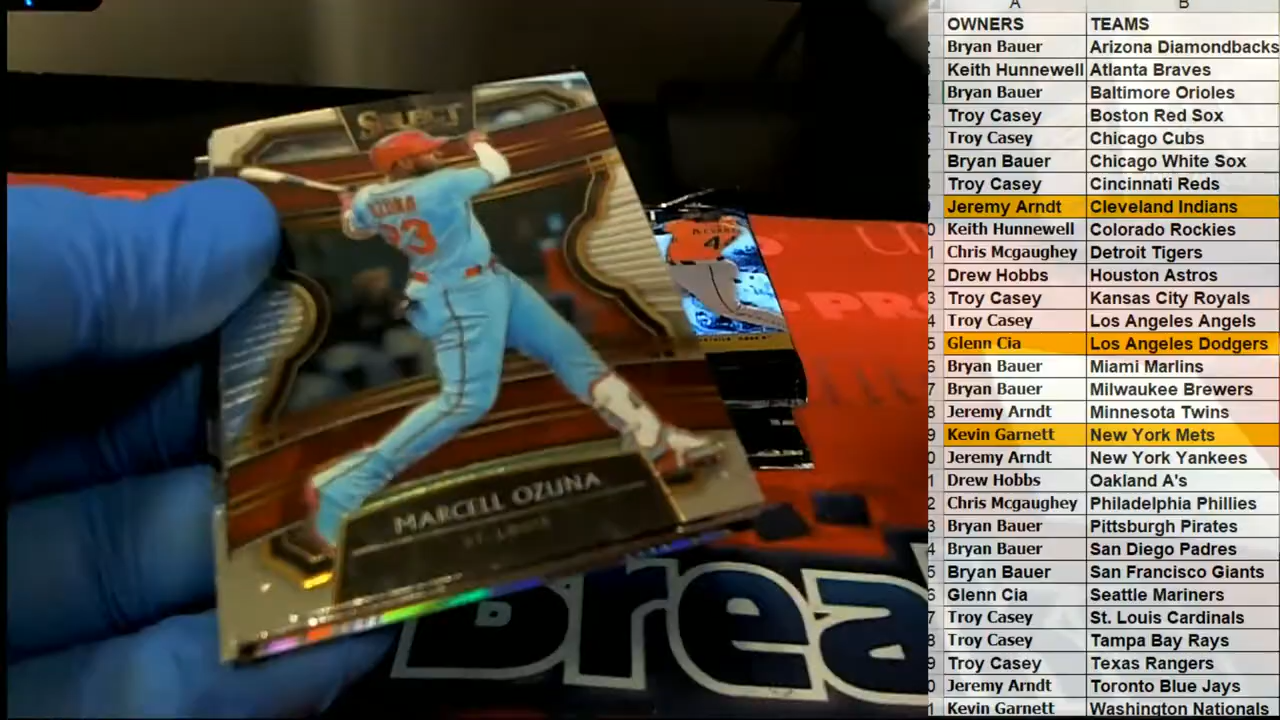 SELECT
OZUNA
23
MARCELL OZUNA
ST. LOUIS
4
Brea
A B
OWNERS TEAMS
Bryan Bauer Arizona Diamondbacks
Keith Hunnewell Atlanta Braves
Bryan Bauer Baltimore Orioles
Troy Casey Boston Red Sox
Troy Casey Chicago Cubs
Bryan Bauer Chicago White Sox
Troy Casey Cincinnati Reds
Jeremy Arndt Cleveland Indians
Keith Hunnewell Colorado Rockies
Chris Mcgaughey Detroit Tigers
Drew Hobbs Houston Astros
Troy Casey Kansas City Royals
Troy Casey Los Angeles Angels
Glenn Cia Los Angeles Dodgers
Bryan Bauer Miami Marlins
Bryan Bauer Milwaukee Brewers
Jeremy Arndt Minnesota Twins
Kevin Garnett New York Mets
Jeremy Arndt New York Yankees
Drew Hobbs Oakland A's
Chris Mcgaughey Philadelphia Phillies
Bryan Bauer Pittsburgh Pirates
Bryan Bauer San Diego Padres
Bryan Bauer San Francisco Giants
Glenn Cia Seattle Mariners
Troy Casey St. Louis Cardinals
Troy Casey Tampa Bay Rays
Troy Casey Texas Rangers
Jeremy Arndt Toronto Blue Jays
Kevin Garnett Washington Nationals